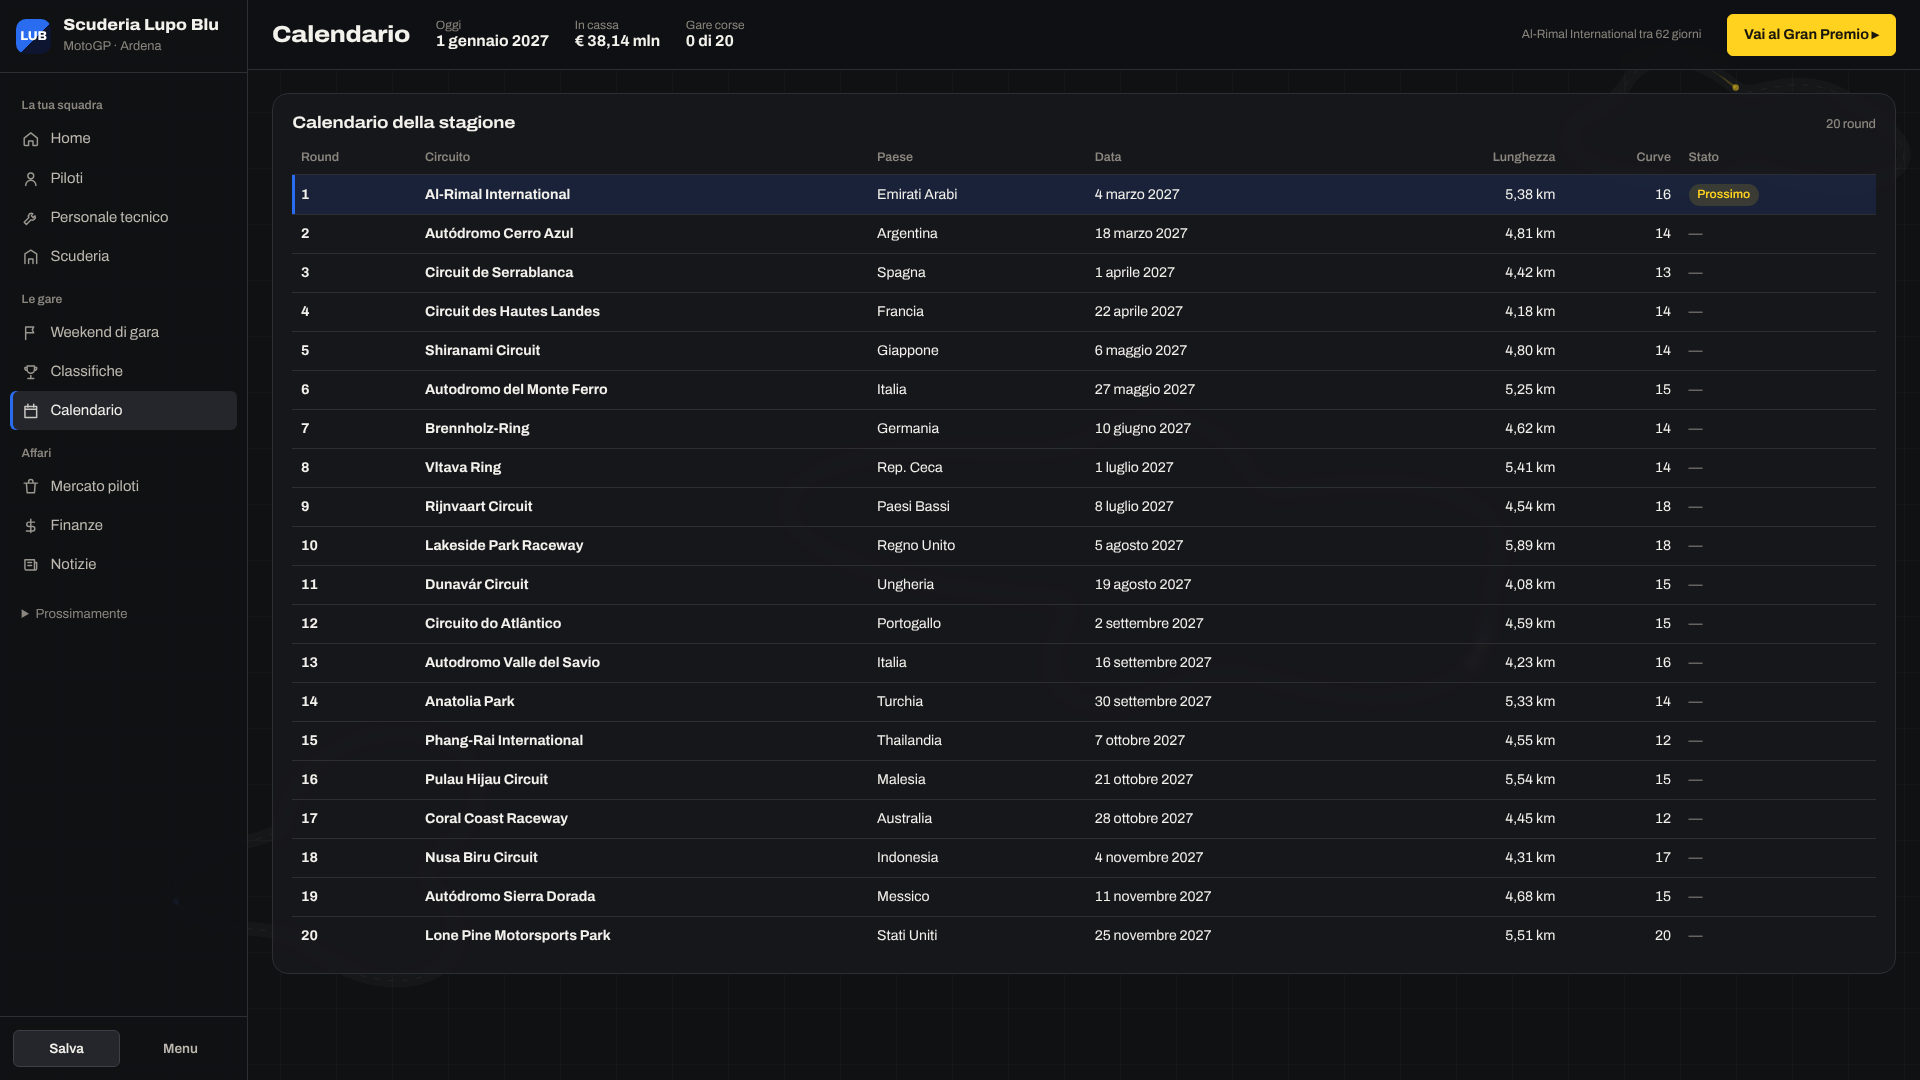 LUB
Scuderia Lupo Blu
MotoGP · Ardena
La tua squadra
Home
Piloti
Personale tecnico
Scuderia
Le gare
Weekend di gara
Classifiche
Calendario
Affari
Mercato piloti
Finanze
Notizie
▶ Prossimamente
Salva Menu
Calendario
Oggi
1 gennaio 2027
In cassa
€ 38,14 mln
Gare corse
0 di 20
Al-Rimal International tra 62 giorni
Vai al Gran Premio ▸
Calendario della stagione
20 round
Round Circuito Paese Data Lunghezza Curve Stato
1 Al-Rimal International Emirati Arabi 4 marzo 2027 5,38 km 16 Prossimo
2 Autódromo Cerro Azul Argentina 18 marzo 2027 4,81 km 14 —
3 Circuit de Serrablanca Spagna 1 aprile 2027 4,42 km 13 —
4 Circuit des Hautes Landes Francia 22 aprile 2027 4,18 km 14 —
5 Shiranami Circuit Giappone 6 maggio 2027 4,80 km 14 —
6 Autodromo del Monte Ferro Italia 27 maggio 2027 5,25 km 15 —
7 Brennholz-Ring Germania 10 giugno 2027 4,62 km 14 —
8 Vltava Ring Rep. Ceca 1 luglio 2027 5,41 km 14 —
9 Rijnvaart Circuit Paesi Bassi 8 luglio 2027 4,54 km 18 —
10 Lakeside Park Raceway Regno Unito 5 agosto 2027 5,89 km 18 —
11 Dunavár Circuit Ungheria 19 agosto 2027 4,08 km 15 —
12 Circuito do Atlântico Portogallo 2 settembre 2027 4,59 km 15 —
13 Autodromo Valle del Savio Italia 16 settembre 2027 4,23 km 16 —
14 Anatolia Park Turchia 30 settembre 2027 5,33 km 14 —
15 Phang-Rai International Thailandia 7 ottobre 2027 4,55 km 12 —
16 Pulau Hijau Circuit Malesia 21 ottobre 2027 5,54 km 15 —
17 Coral Coast Raceway Australia 28 ottobre 2027 4,45 km 12 —
18 Nusa Biru Circuit Indonesia 4 novembre 2027 4,31 km 17 —
19 Autódromo Sierra Dorada Messico 11 novembre 2027 4,68 km 15 —
20 Lone Pine Motorsports Park Stati Uniti 25 novembre 2027 5,51 km 20 —